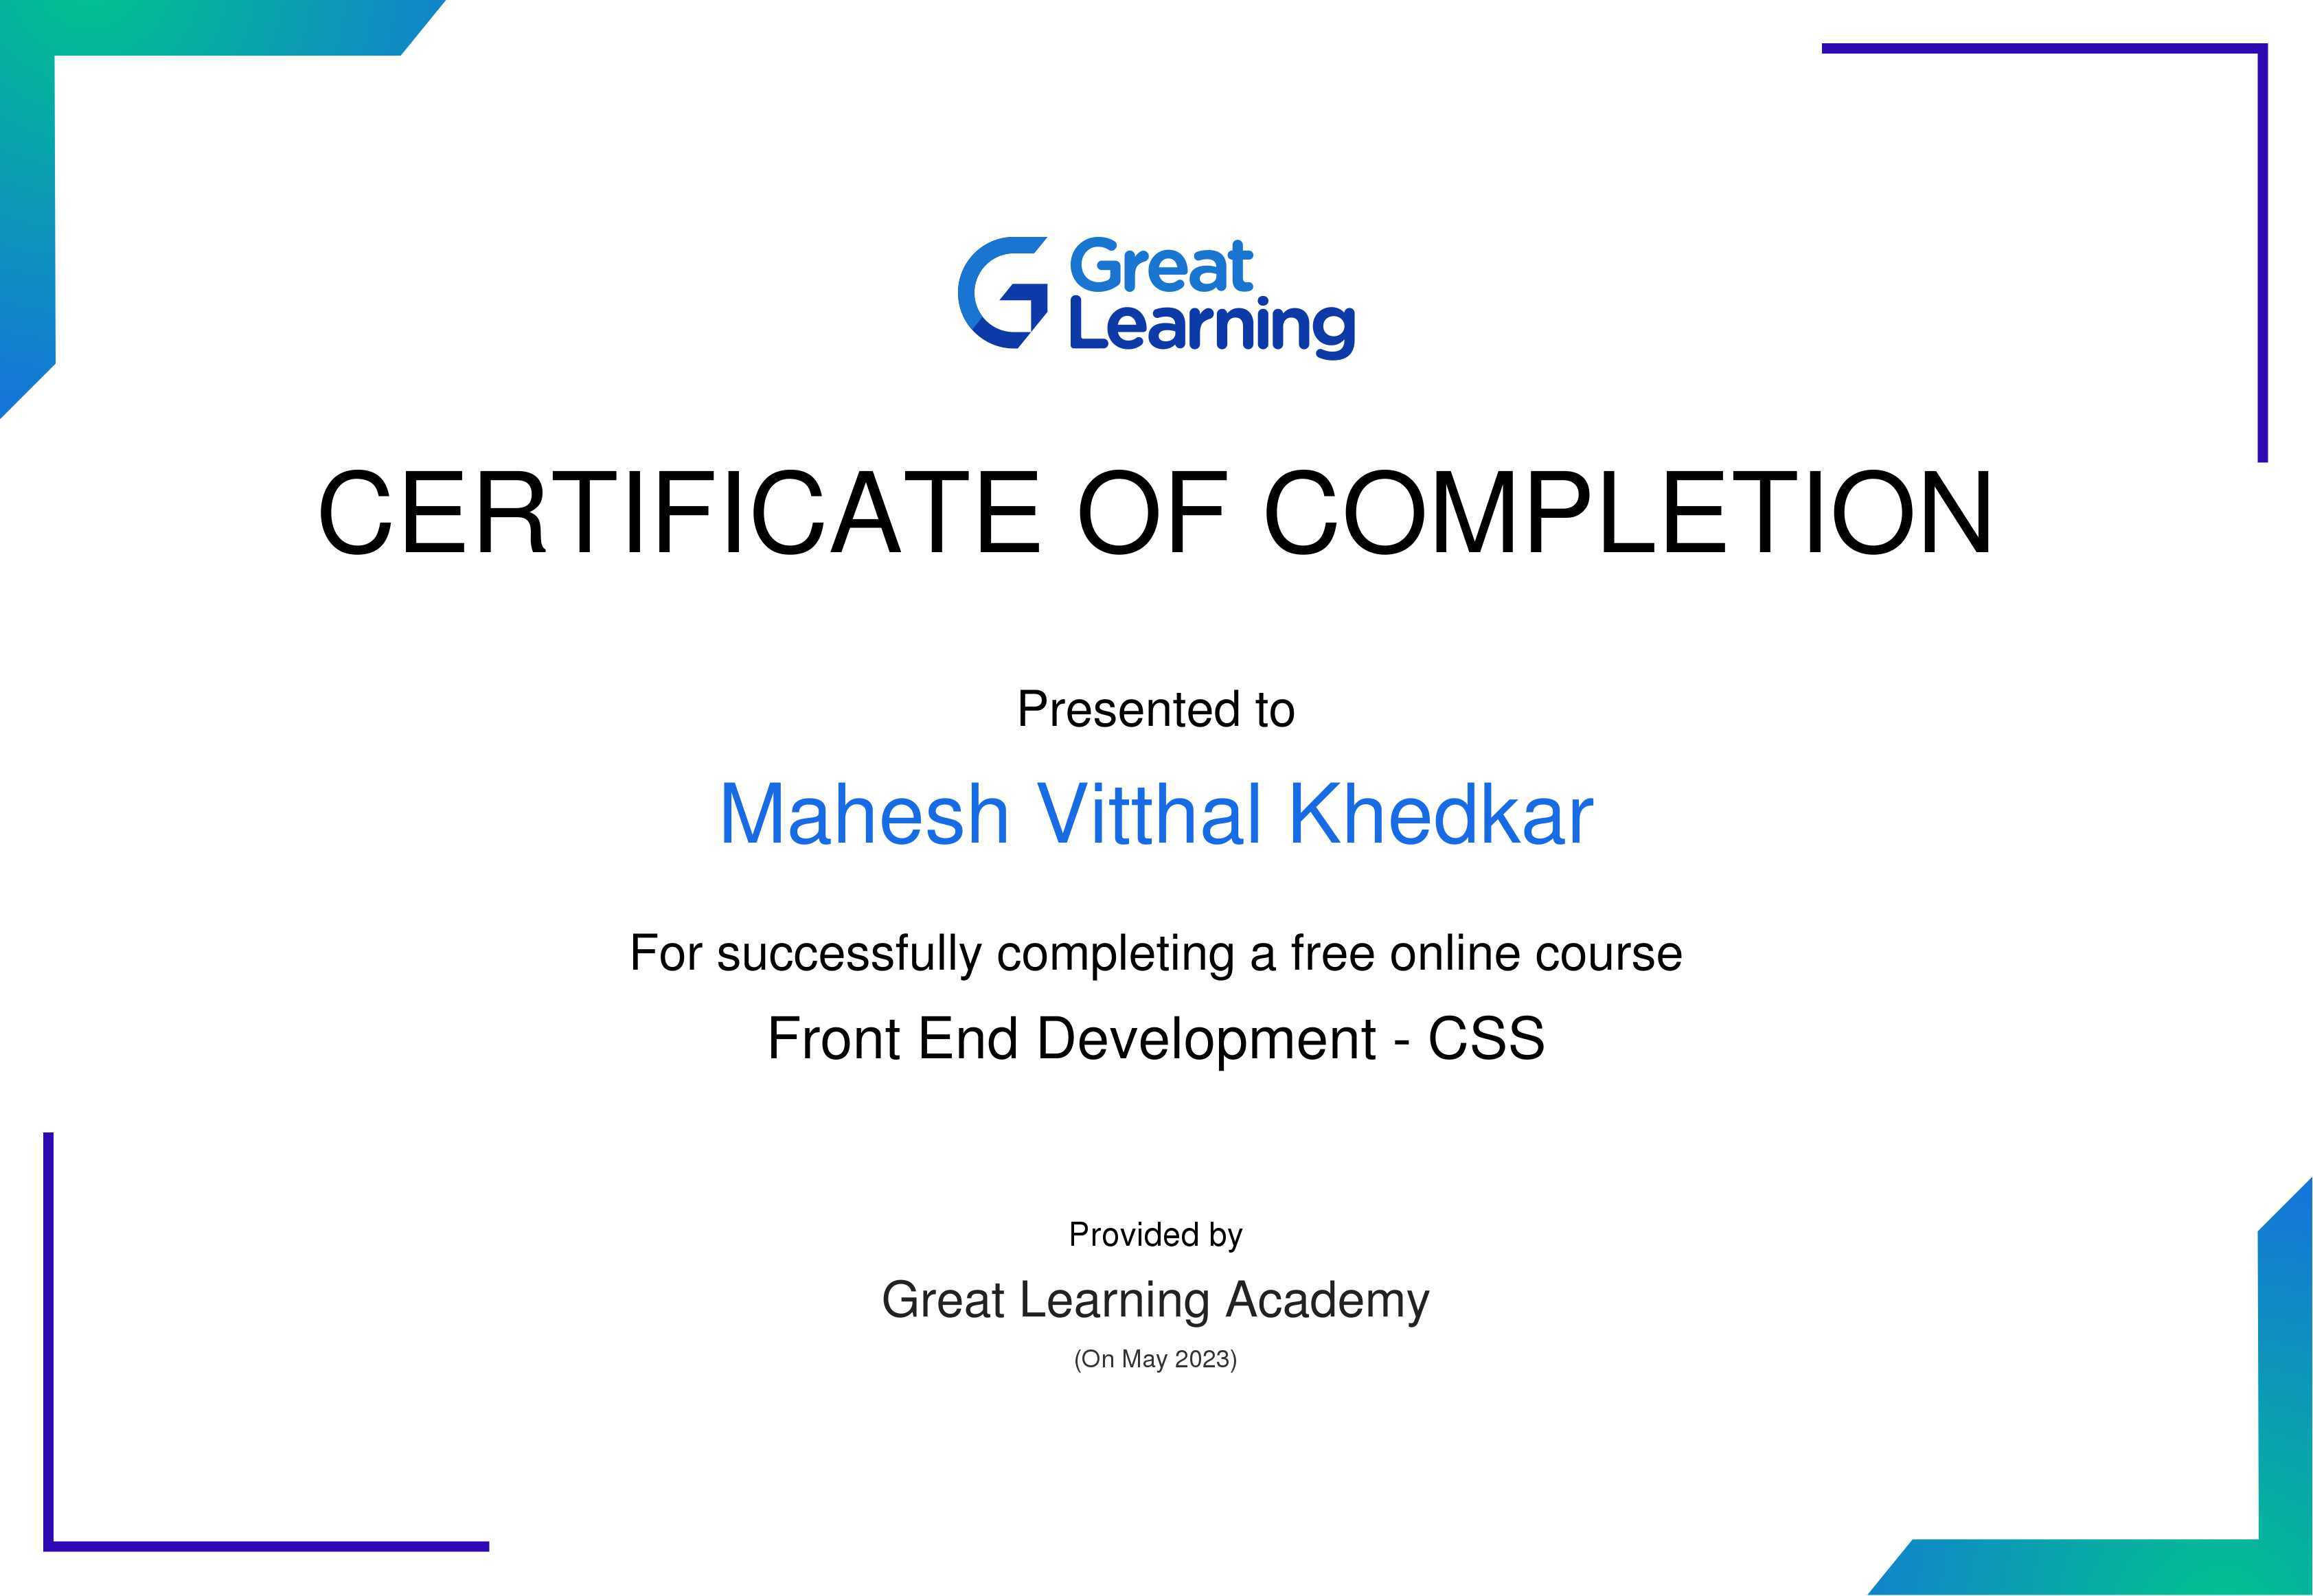 Great
Learning
CERTIFICATE OF COMPLETION
Presented to
Mahesh Vitthal Khedkar
For successfully completing a free online course
Front End Development - CSS
Provided by
Great Learning Academy
(On May 2023)